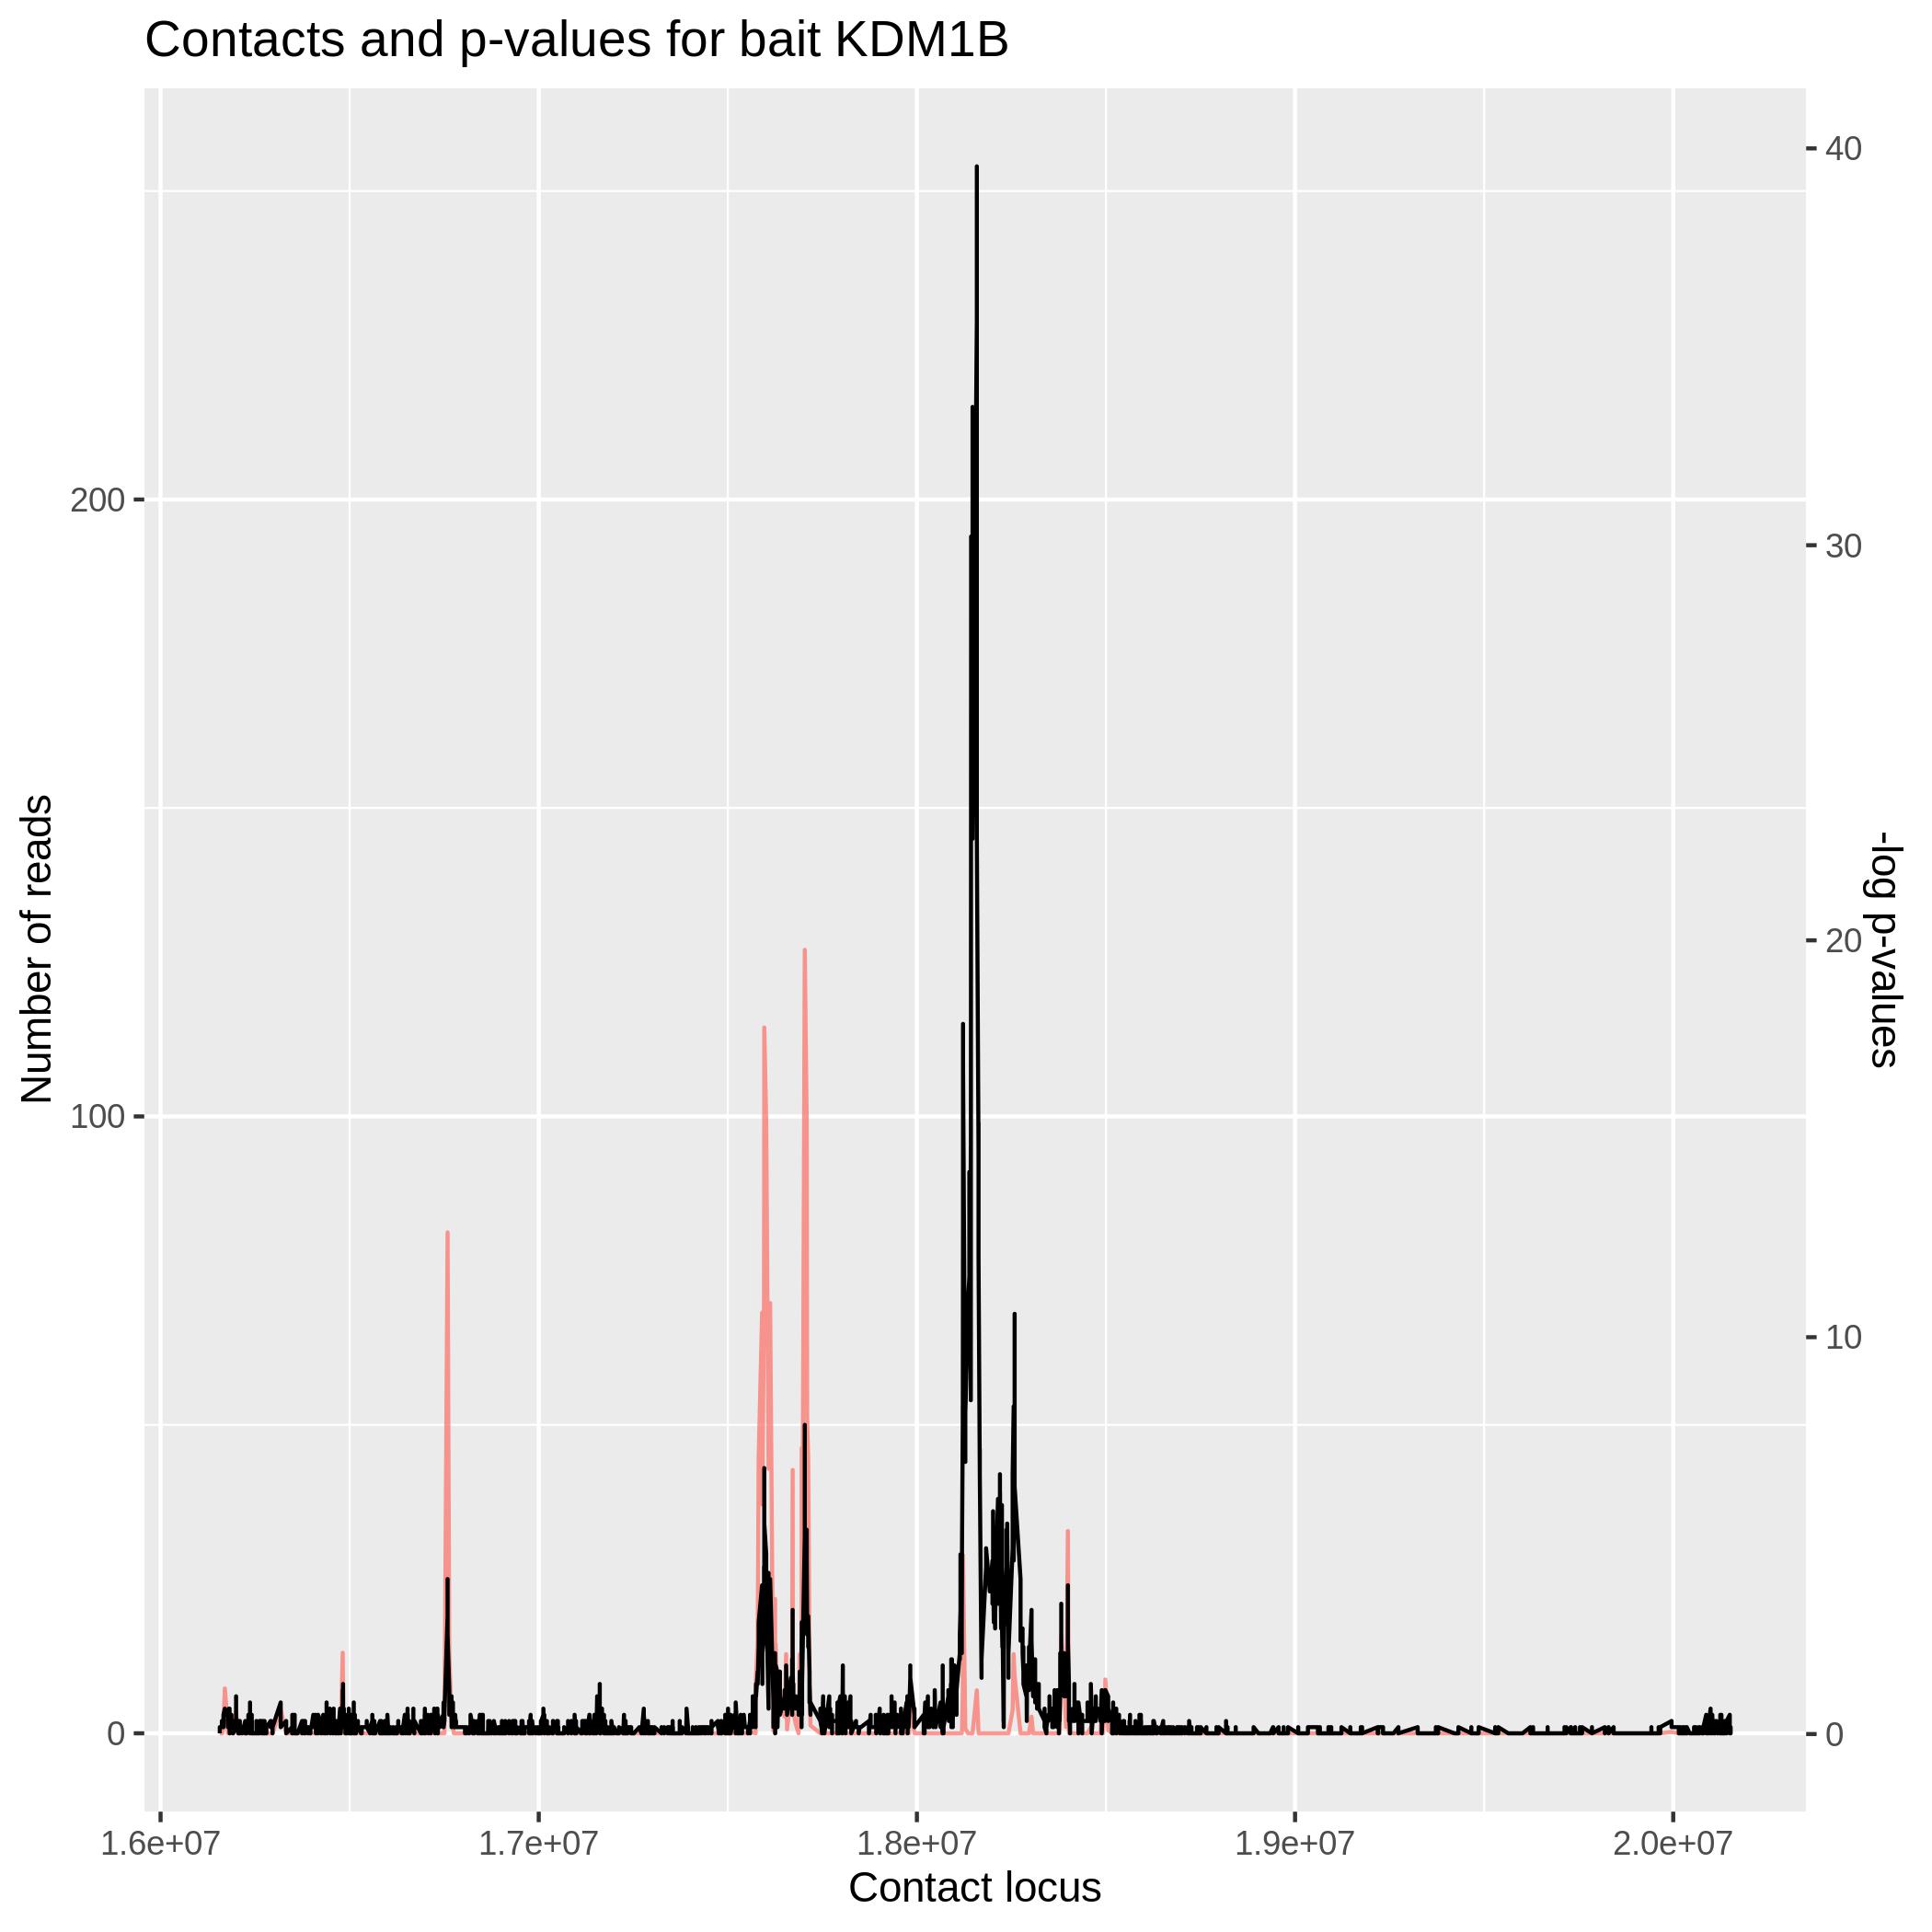 Contacts and p-values for bait KDM1B
Number of reads
200
100
0
40
30
20
10
0
-log p-values
1.6e+07
1.7e+07
1.8e+07
1.9e+07
2.0e+07
Contact locus